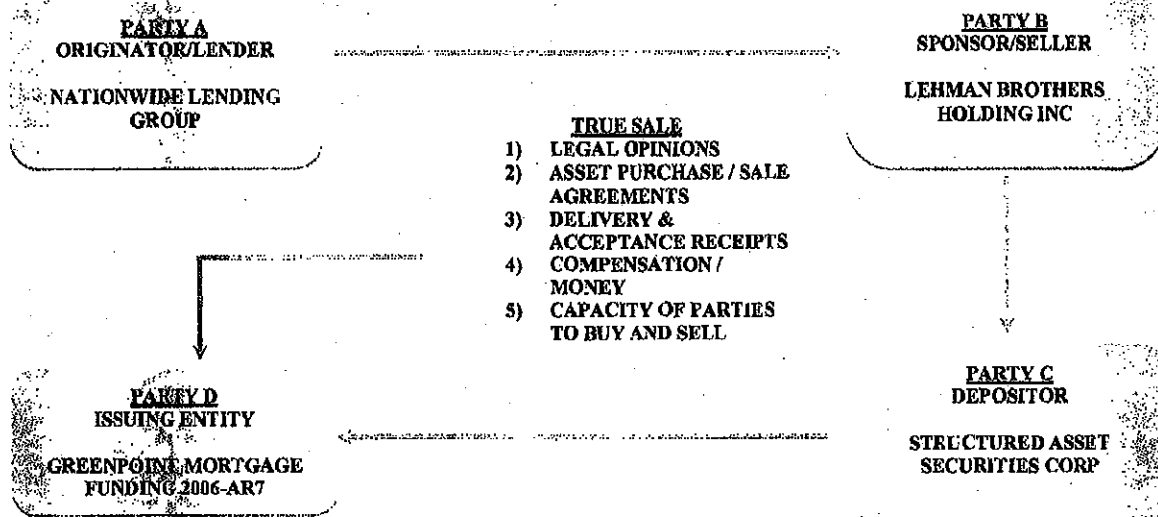 PARTY A
ORIGINATOR/LENDER
NATIONWIDE LENDING
GROUP
PARTY B
SPONSOR/SELLER
LEHMAN BROTHERS
HOLDING INC
TRUE SALE
1) LEGAL OPINIONS
2) ASSET PURCHASE / SALE
AGREEMENTS
3) DELIVERY &
ACCEPTANCE RECEIPTS
4) COMPENSATION /
MONEY
5) CAPACITY OF PARTIES
TO BUY AND SELL
PARTY D
ISSUING ENTITY
GREENPOINT MORTGAGE
FUNDING 2006-AR7
PARTY C
DEPOSITOR
STRUCTURED ASSET
SECURITIES CORP